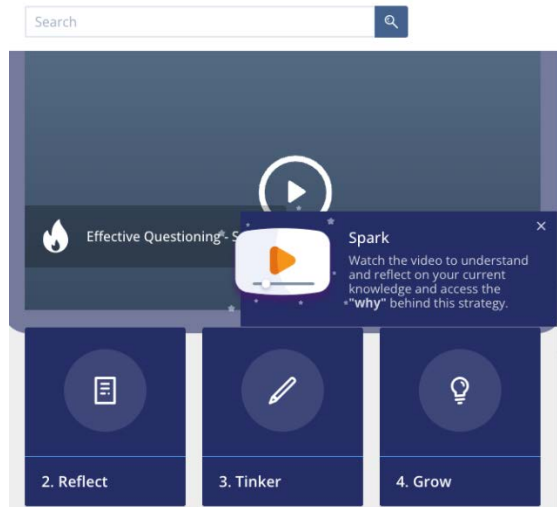 Search
Effective Questioning - S
Spark
Watch the video to understand
and reflect on your current
knowledge and access the
"why" behind this strategy.
2. Reflect
3. Tinker
4. Grow